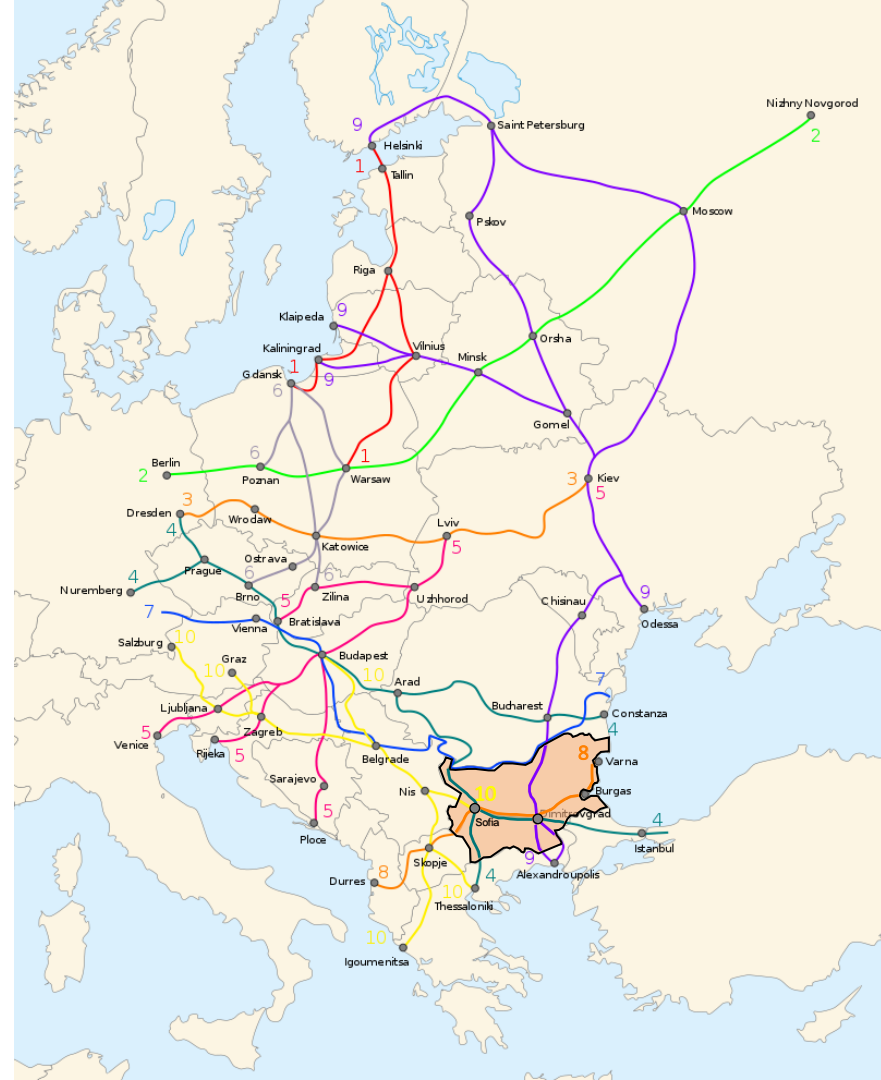 Nizhny Novgorod
2
9
Saint Petersburg
Helsinki
1
Tallin
Moscow
Pskov
Riga
Klaipeda
9
Kaliningrad
Vilnius
Orsha
Minsk
Gdansk
1
9
6
Gomel
Berlin
2
6
Poznan
1
Warsaw
3
Kiev
5
Dresden
3
Wrodaw
Lviv
5
4
Katowice
Ostrava
Prague
Nuremberg
4
6
Brno
6
Zilina
Uzhhorod
5
Chisinau
9
Odessa
7
Vienna
Bratislava
Salzburg
10
Graz
10
Budapest
10
Arad
7
Ljubljana
Bucharest
Constanza
4
Zagreb
5
Venice
Rijeka
5
Belgrade
8
Varna
Sarajevo
Nis
10
Burgas
5
Ploce
Sofia
Dimitrovgrad
4
Istanbul
Skopje
9
Alexandroupolis
8
Durres
10
4
Thessaloniki
10
Igoumenitsa